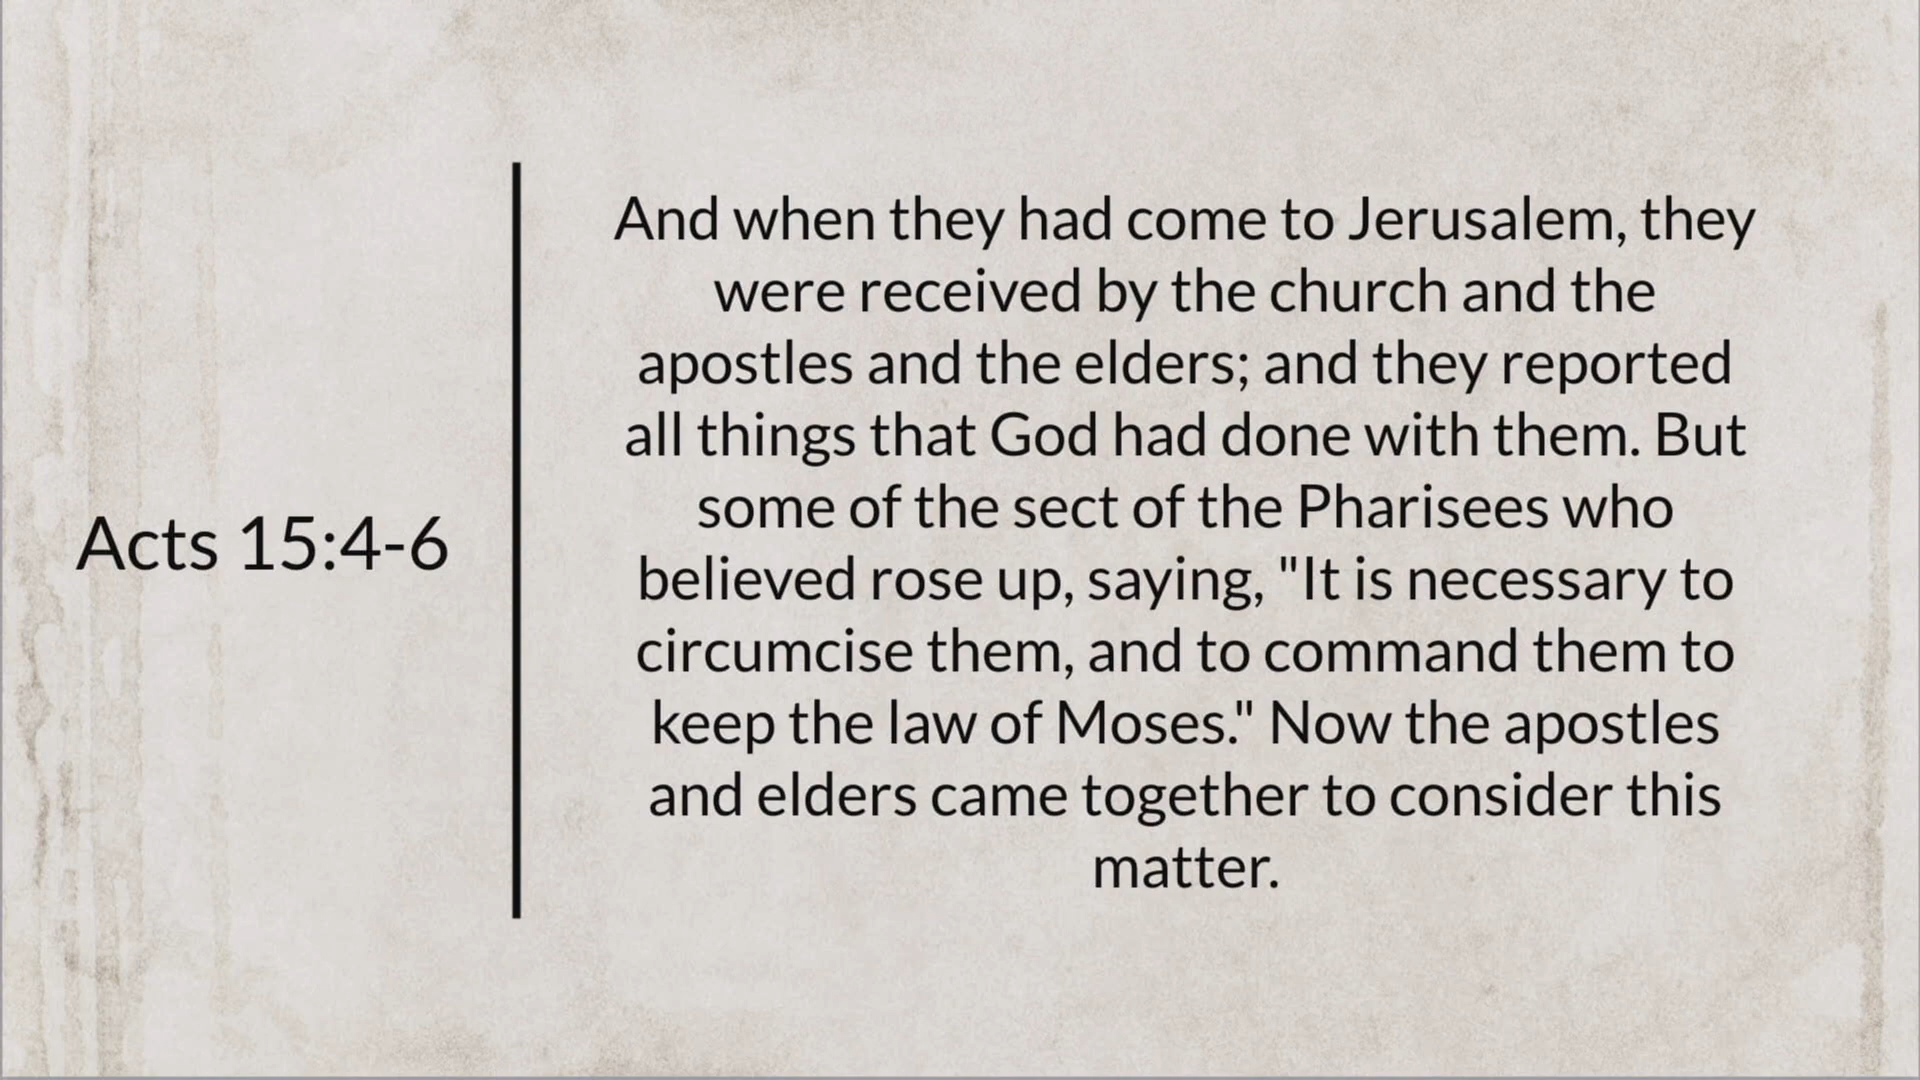 Acts 15:4-6
And when they had come to Jerusalem, they
were received by the church and the
apostles and the elders; and they reported
all things that God had done with them. But
some of the sect of the Pharisees who
believed rose up, saying, "It is necessary to
circumcise them, and to command them to
keep the law of Moses." Now the apostles
and elders came together to consider this
matter.